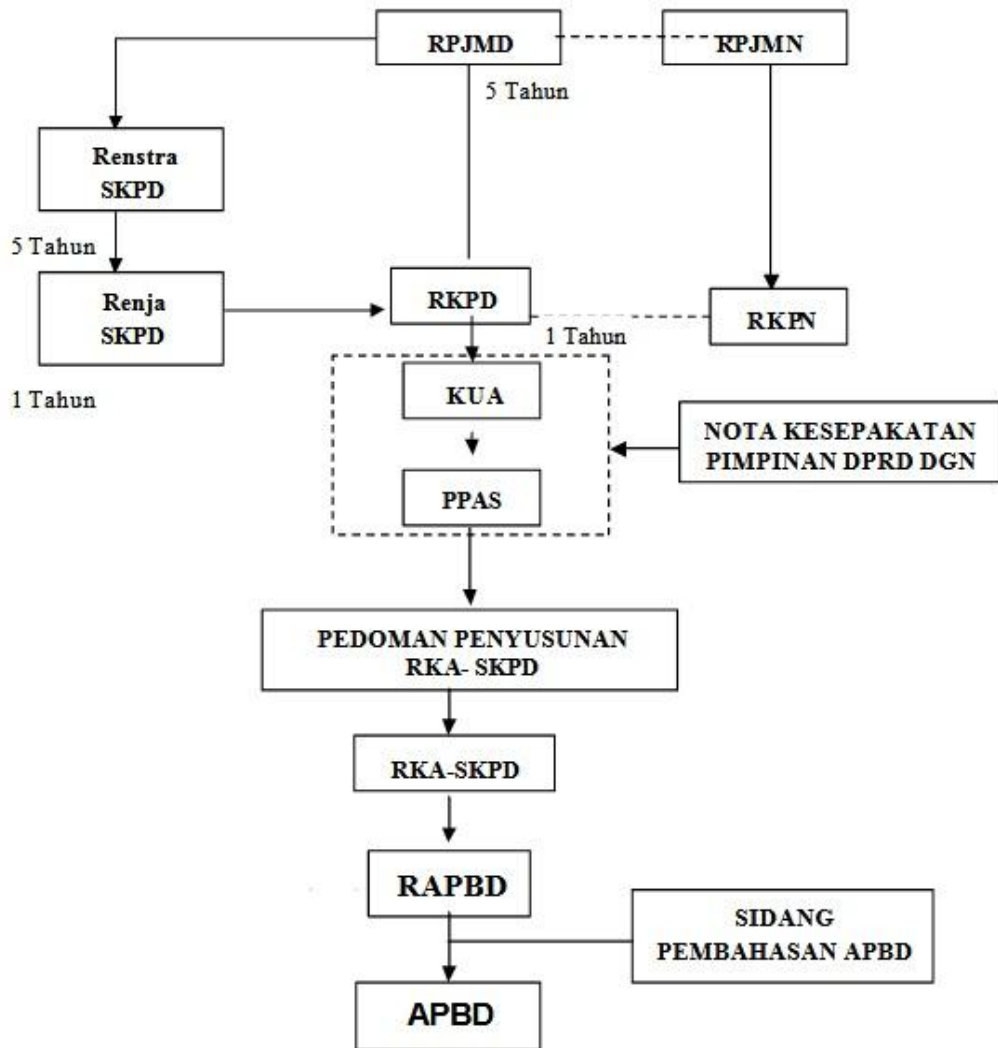 RPJMD
RPJMN
5 Tahun
Renstra
SKPD
5 Tahun
Renja
SKPD
1 Tahun
RKPD
RKPN
1 Tahun
KUA
PPAS
NOTA KESEPAKATAN
PIMPINAN DPRD DGN
PEDOMAN PENYUSUNAN
RKA- SKPD
RKA-SKPD
RAPBD
SIDANG
PEMBAHASAN APBD
APBD